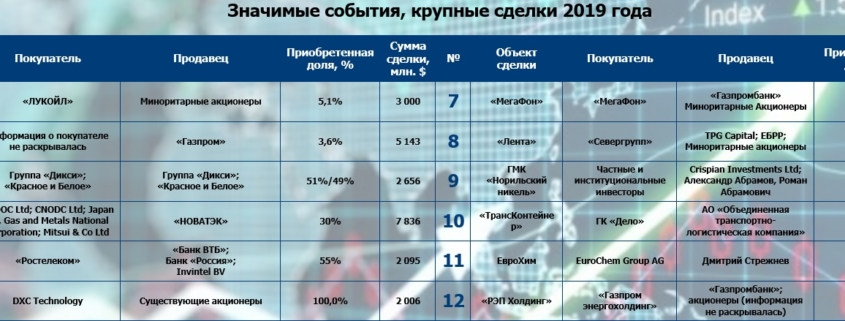 Значимые события, крупные сделки 2019 года
Index
Покупатель Продавец Приобретенная доля, % Сумма сделки, млн. $ № Объект сделки Покупатель Продавец
«ЛУКОЙЛ» Миноритарные акционеры 5,1% 3 000 7 «МегаФон» «МегаФон» «Газпромбанк» Миноритарные Акционеры
формация о покупателе не раскрывалась «Газпром» 3,6% 5 143 8 «Лента» «Севергрупп» TPG Capital; ЕБРР; Миноритарные акционеры
Группа «Дикси»; «Красное и Белое» Группа «Дикси»; «Красное и Белое» 51%/49% 2 656 9 ГМК «Норильский никель» Частные и институциональные инвесторы Crispian Investments Ltd; Александр Абрамов, Роман Абрамович
OC Ltd; CNODC Ltd; Japan Gas and Metals National rporation; Mitsui & Co Ltd «НОВАТЭК» 30% 7 836 10 «ТрансКонтейнер» ГК «Дело» АО «Объединенная транспортно-логистическая компания»
«Ростелеком» «Банк ВТБ»; Банк «Россия»; Invintel BV 55% 2 095 11 ЕвроХим EuroChem Group AG Дмитрий Стрежнев
DXC Technology Существующие акционеры 100,0% 2 006 12 «РЭП Холдинг» «Газпром энергохолдинг» «Газпромбанк»; акционеры (информация не раскрывалась)